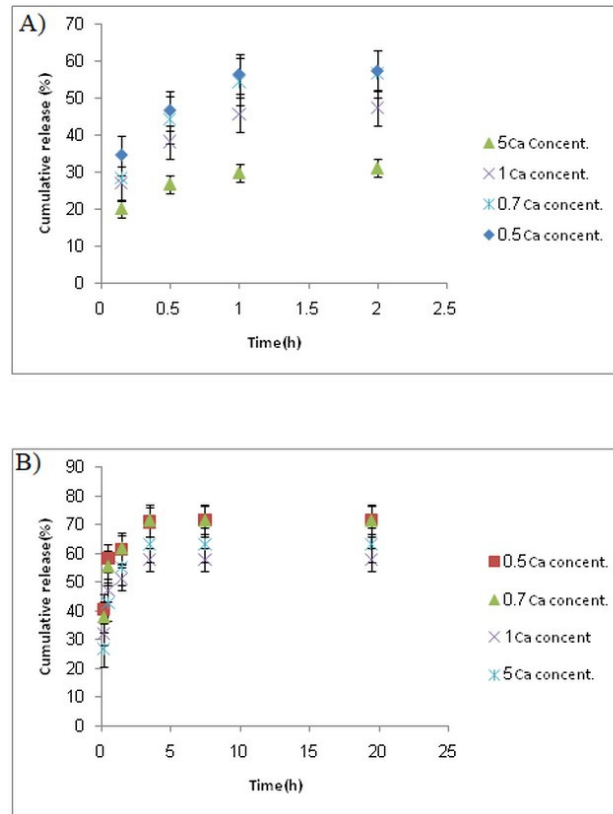 A)
70
60
50
40
30
20
10
0
Cumulative release (%)
0 0.5 1 1.5 2 2.5
Time(h)
5Ca Concent.
1 Ca concent.
0.7 Ca concent.
0.5 Ca concent.
B)
90
80
70
60
50
40
30
20
10
0
Cumulative release(%)
0 5 10 15 20 25
Time(h)
0.5 Ca concent.
0.7 Ca concent.
1 Ca concent
5 Ca concent.